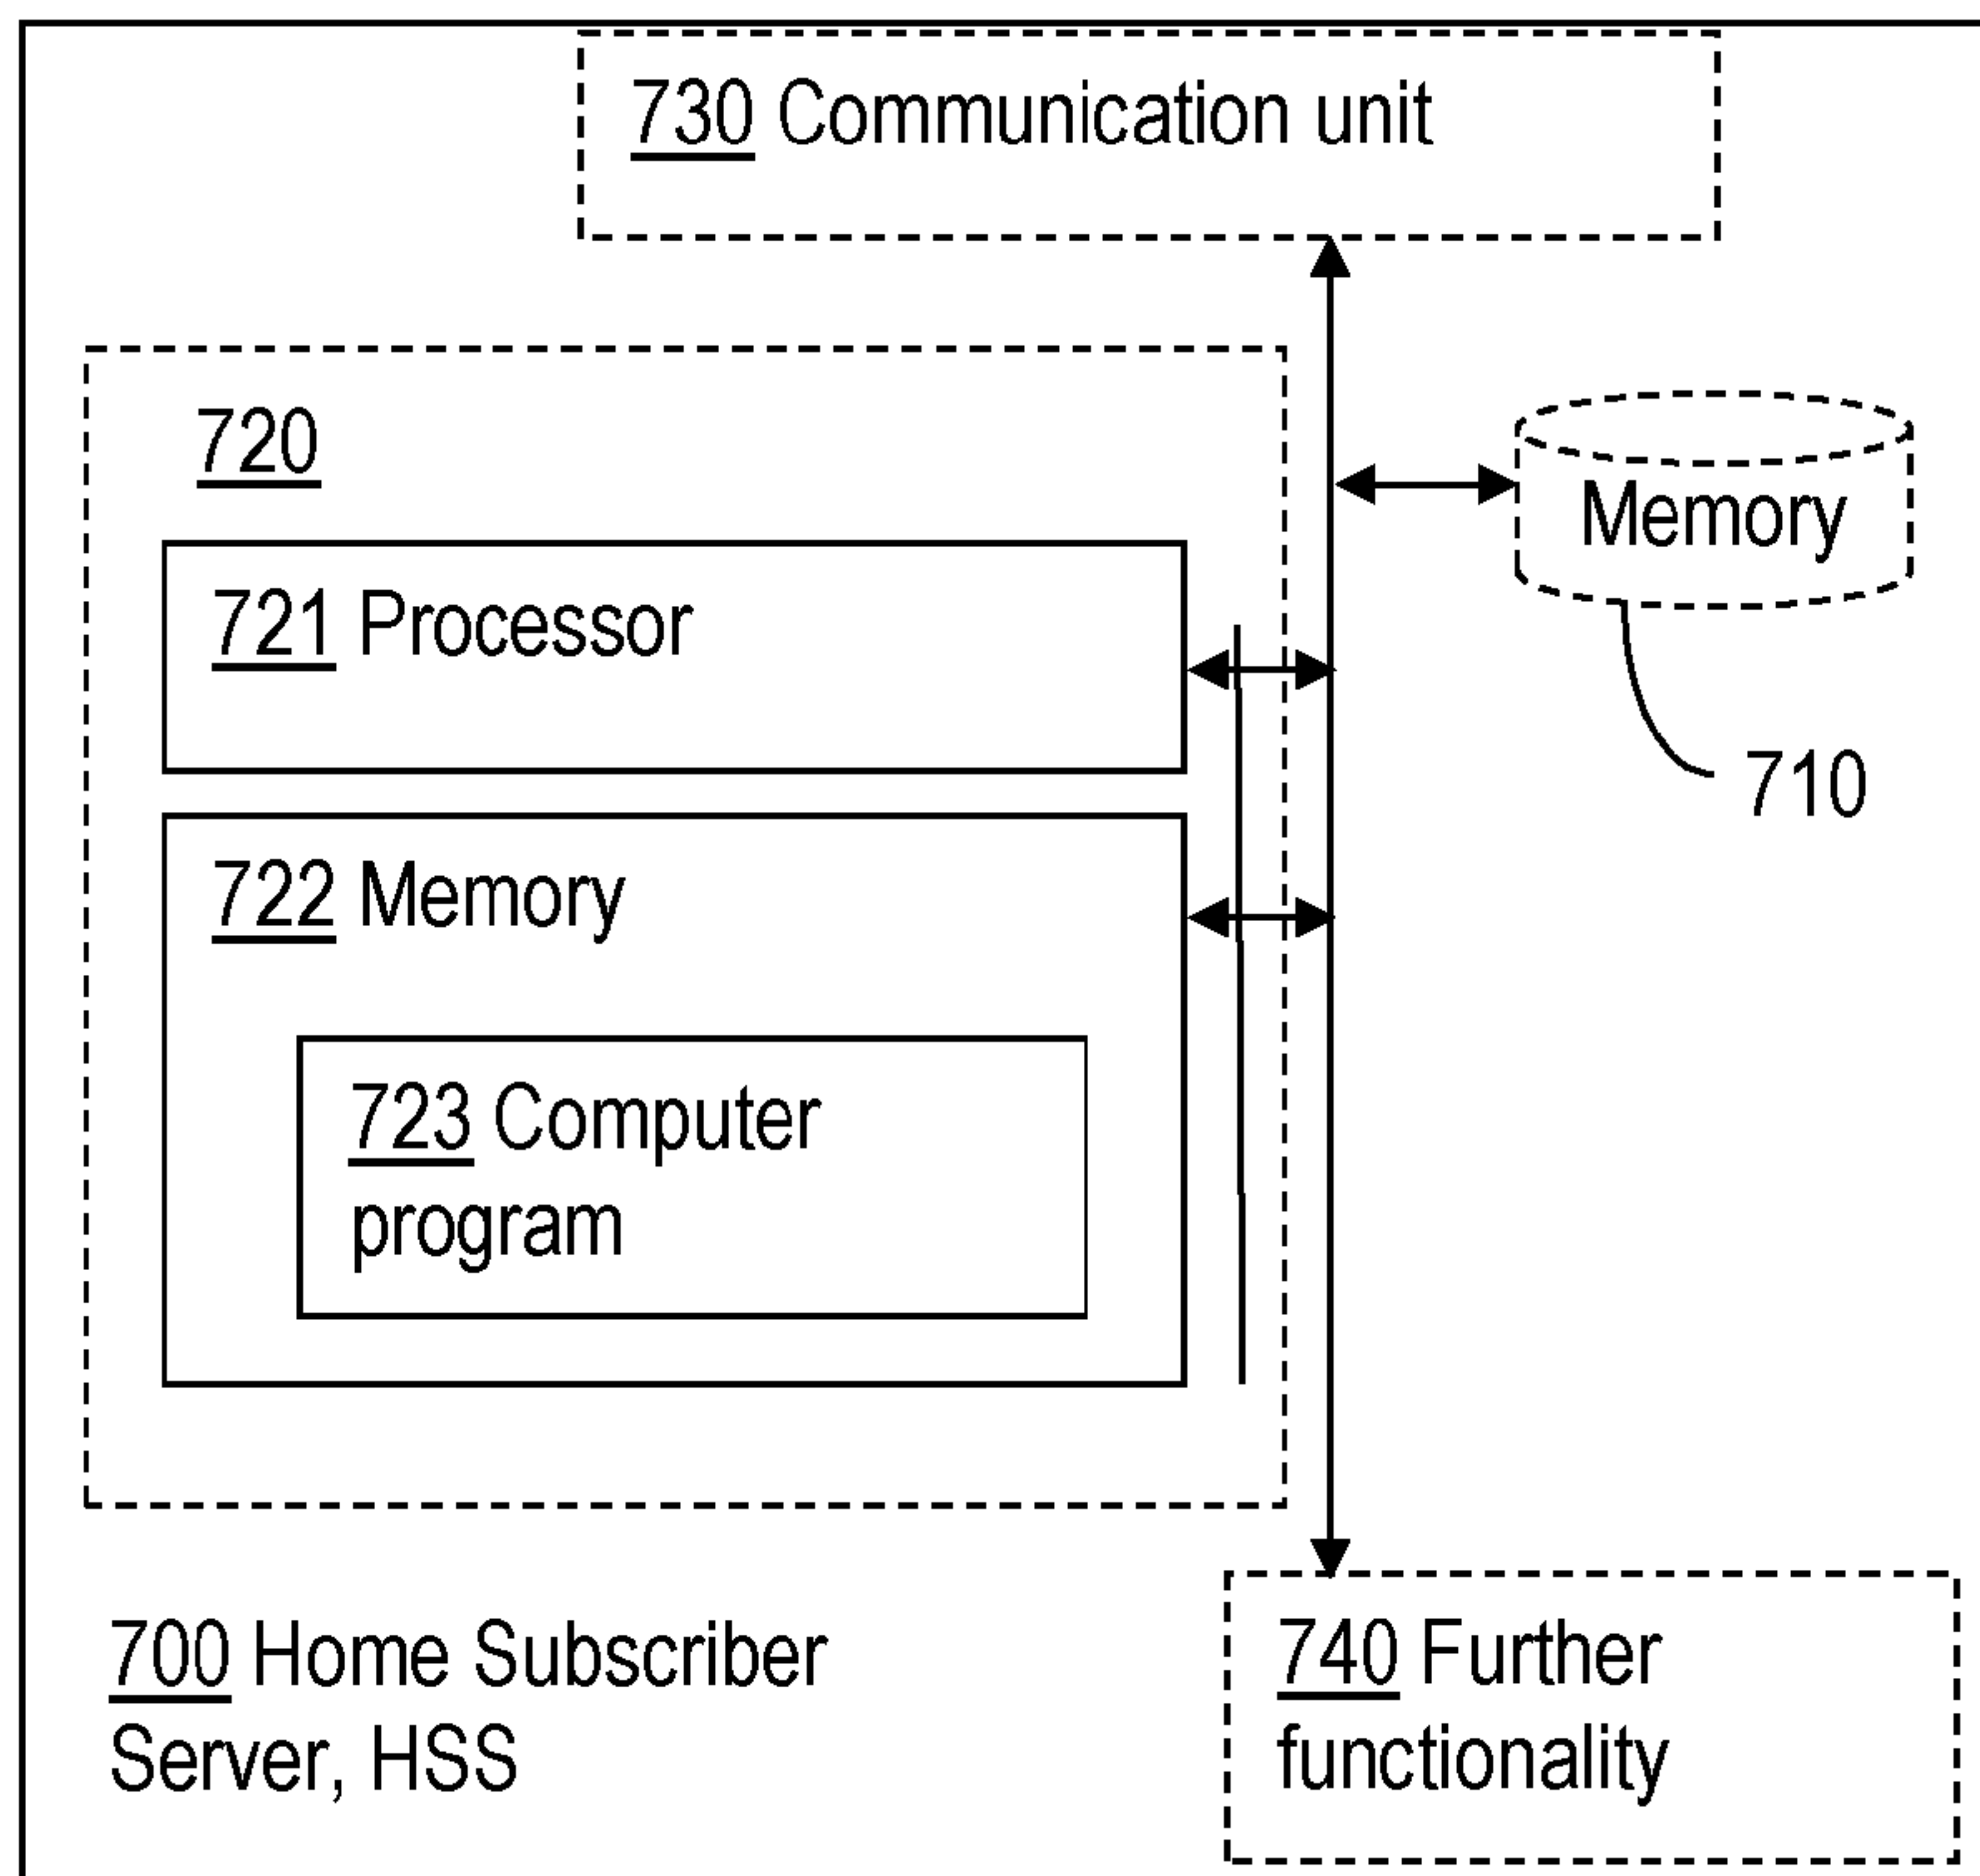 730 Communication unit
720
Memory
721 Processor
710
722 Memory
723 Computer
program
700 Home Subscriber
Server, HSS
740 Further
functionality